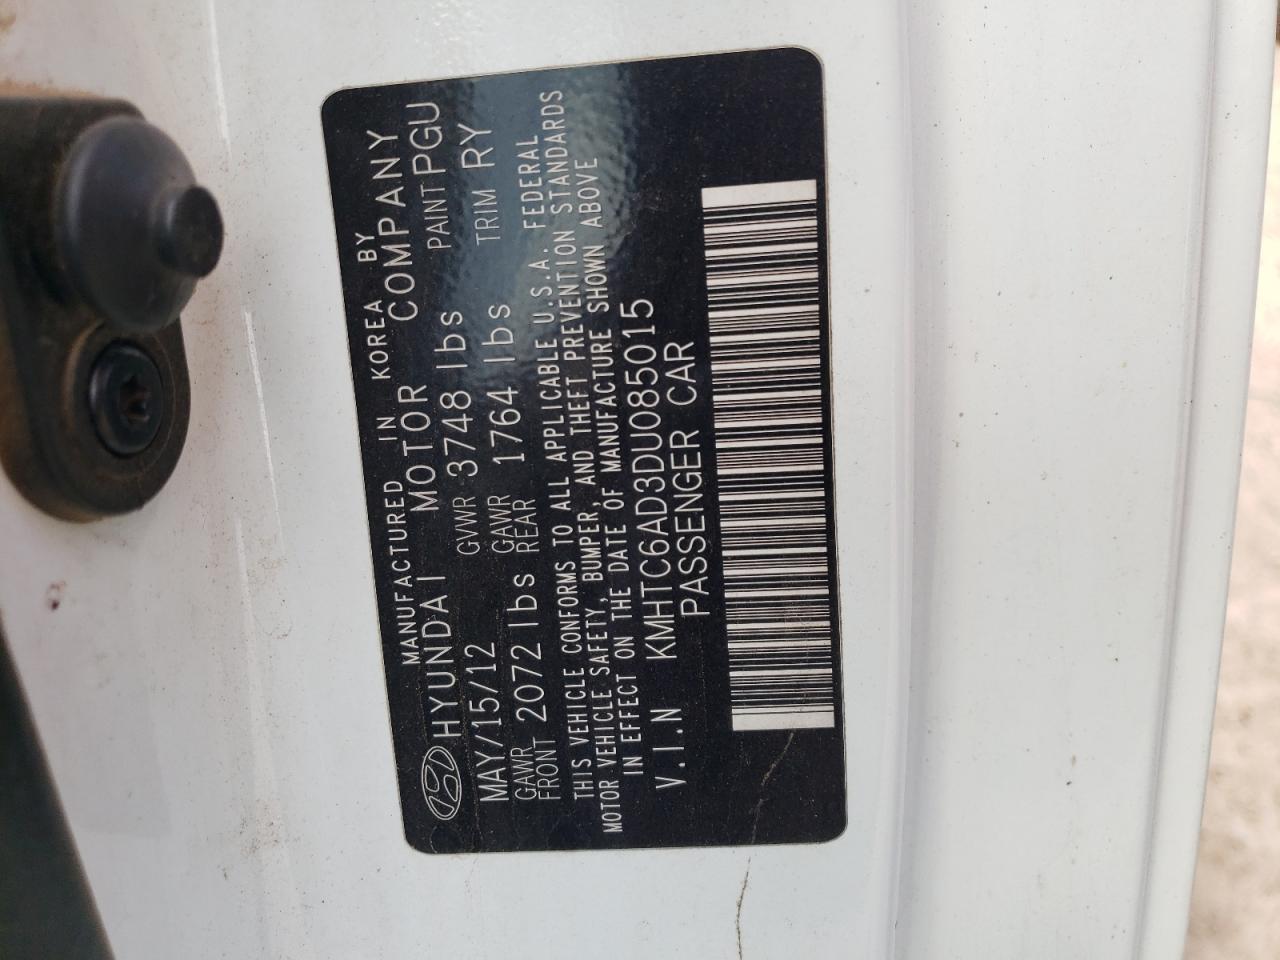 MANUFACTURED IN KOREA BY
HYUNDAI MOTOR COMPANY
MAY/15/12 GVWR 3748 lbs PAINT PGU
GAWR FRONT 2072 lbs GAWR REAR 1764 lbs TRIM RY
THIS VEHICLE CONFORMS TO ALL APPLICABLE U.S.A. FEDERAL
MOTOR VEHICLE SAFETY, BUMPER, AND THEFT PREVENTION STANDARDS
IN EFFECT ON THE DATE OF MANUFACTURE SHOWN ABOVE
V.I.N KMHTC6AD3DU085015
PASSENGER CAR